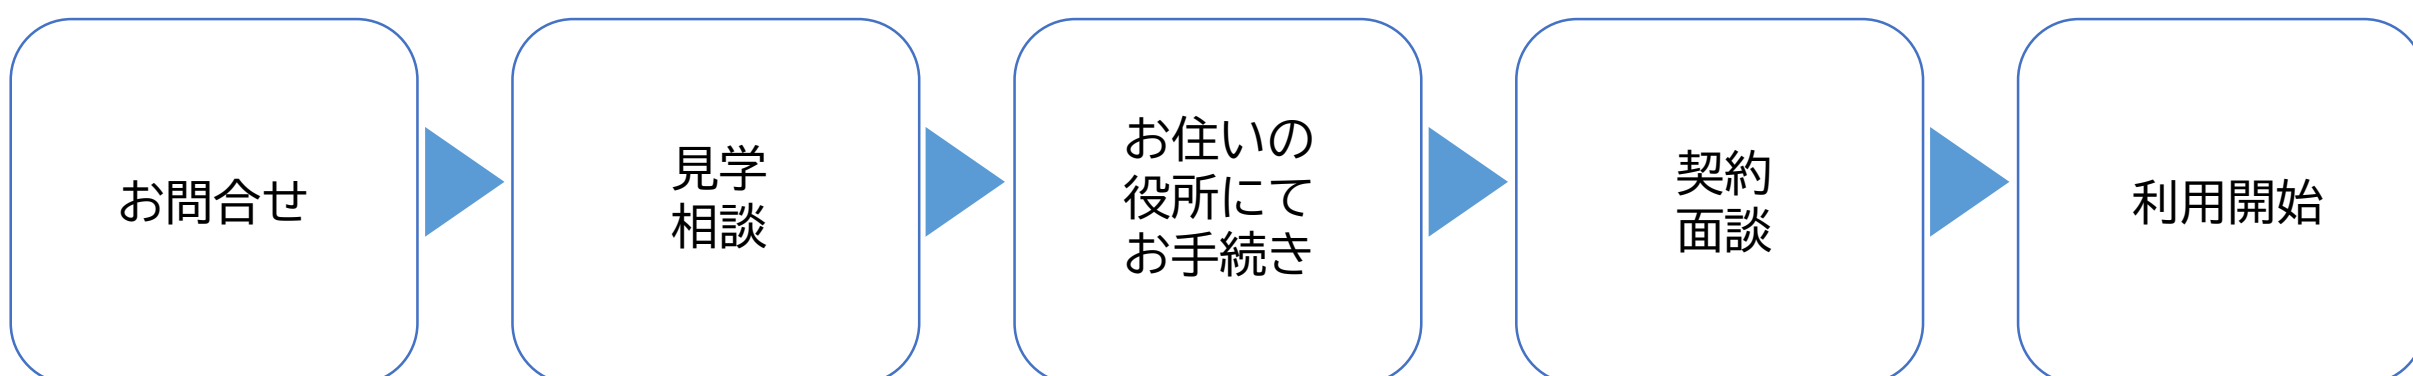 お問合せ
見学
相談
お住いの
役所にて
お手続き
契約
面談
利用開始